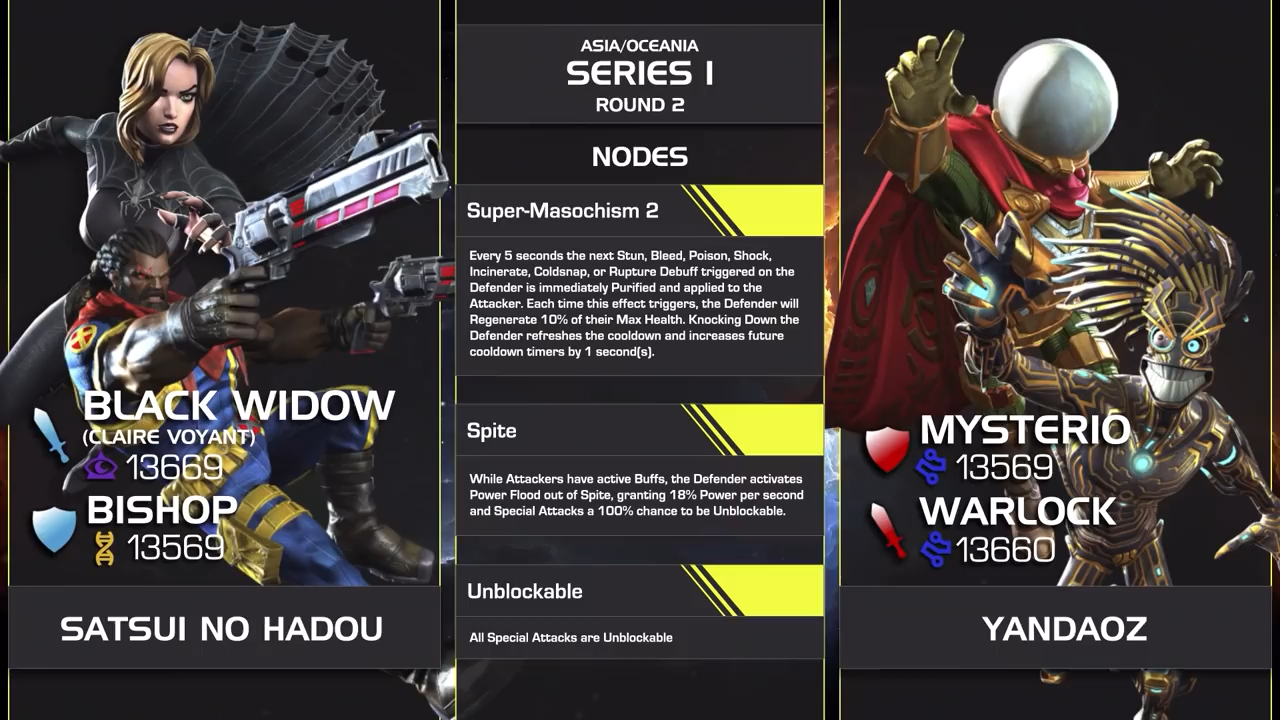 BLACK WIDOW
(CLAIRE VOYANT)
13669
BISHOP
13569
SATSUI NO HADOU
ASIA/OCEANIA
SERIES 1
ROUND 2
NODES
Super-Masochism 2
Every 5 seconds the next Stun, Bleed, Poison, Shock,
Incinerate, Coldsnap, or Rupture Debuff triggered on the
Defender is immediately Purified and applied to the
Attacker. Each time this effect triggers, the Defender will
Regenerate 10% of their Max Health. Knocking Down the
Defender refreshes the cooldown and increases future
cooldown timers by 1 second(s).
Spite
While Attackers have active Buffs, the Defender activates
Power Flood out of Spite, granting 18% Power per second
and Special Attacks a 100% chance to be Unblockable.
Unblockable
All Special Attacks are Unblockable
MYSTERIO
13569
WARLOCK
13660
YANDAOZ